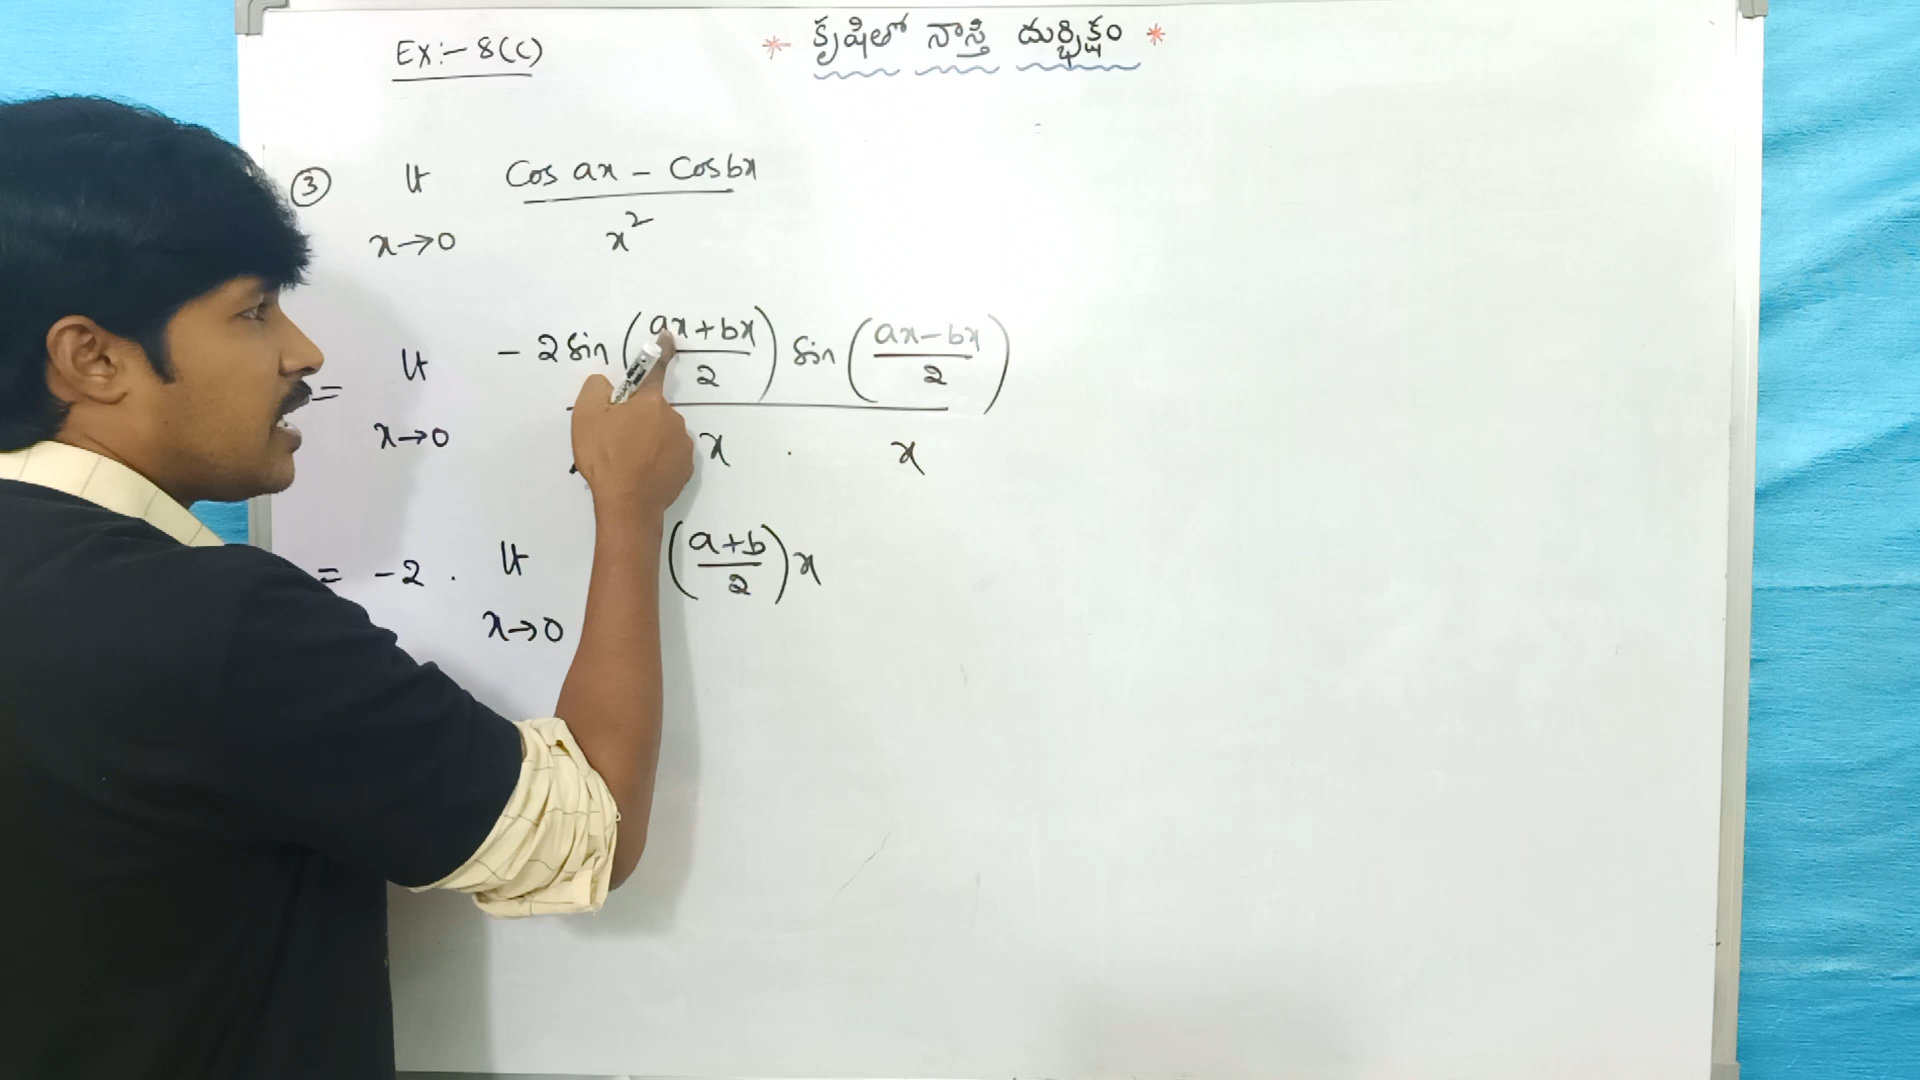 Ex:- 8(c)
* కృషితో నాస్తి దుర్భిక్షం *
③ lt x→0 (Cos ax - Cos bx) / x²
= lt x→0 - 2 Sin ((ax+bx)/2) Sin ((ax-bx)/2) / x . x
= -2 . lt x→0 ((a+b)/2) x